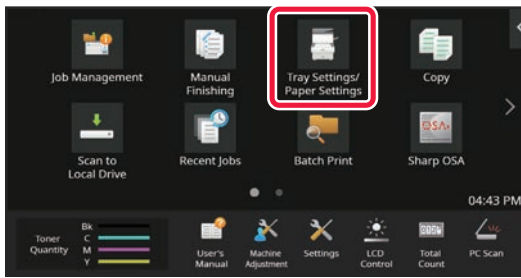 Job Management
Manual
Finishing
Tray Settings/
Paper Settings
Copy
Scan to
Local Drive
Recent Jobs
Batch Print
OSA
Sharp OSA
04:43 PM
Toner
Quantity
Bk
C
M
Y
User's
Manual
Machine
Adjustment
Settings
LCD
Control
Total
Count
PC Scan